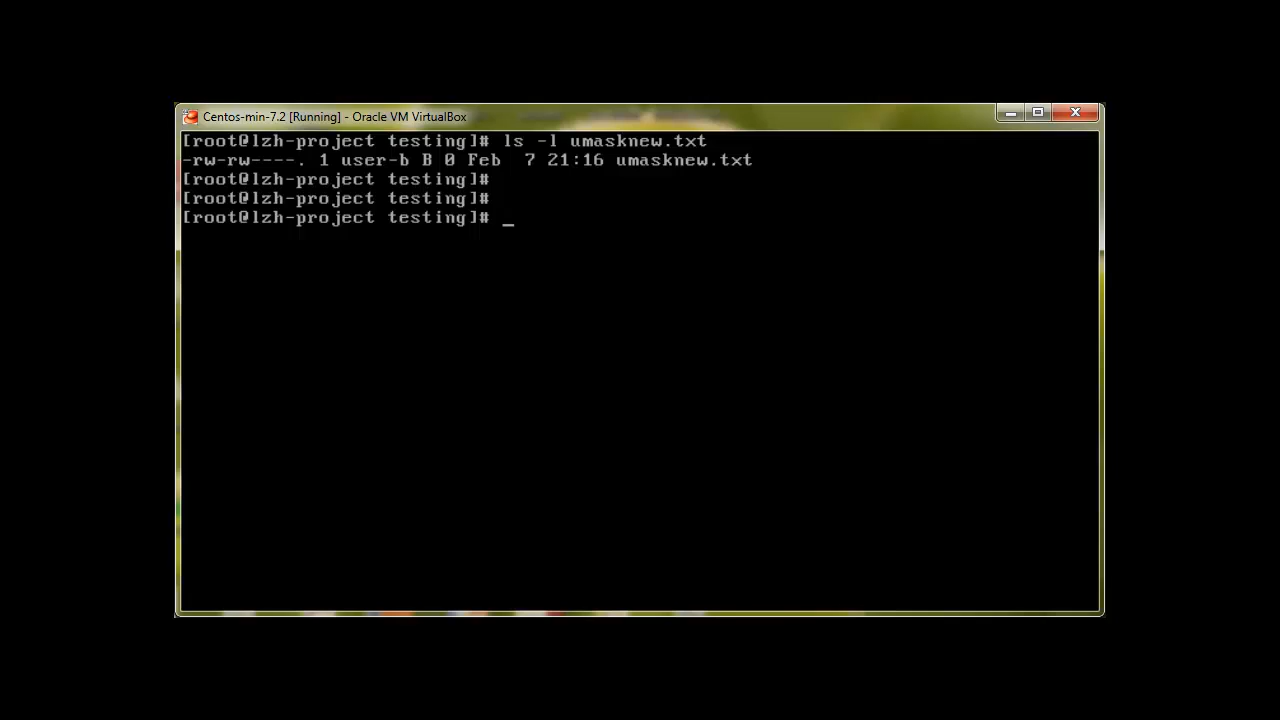 Centos-min-7.2 [Running] - Oracle VM VirtualBox
[root@lzh-project testing]# ls -l umasknew.txt
-rw-rw----. 1 user-b B 0 Feb  7 21:16 umasknew.txt
[root@lzh-project testing]#
[root@lzh-project testing]#
[root@lzh-project testing]# _